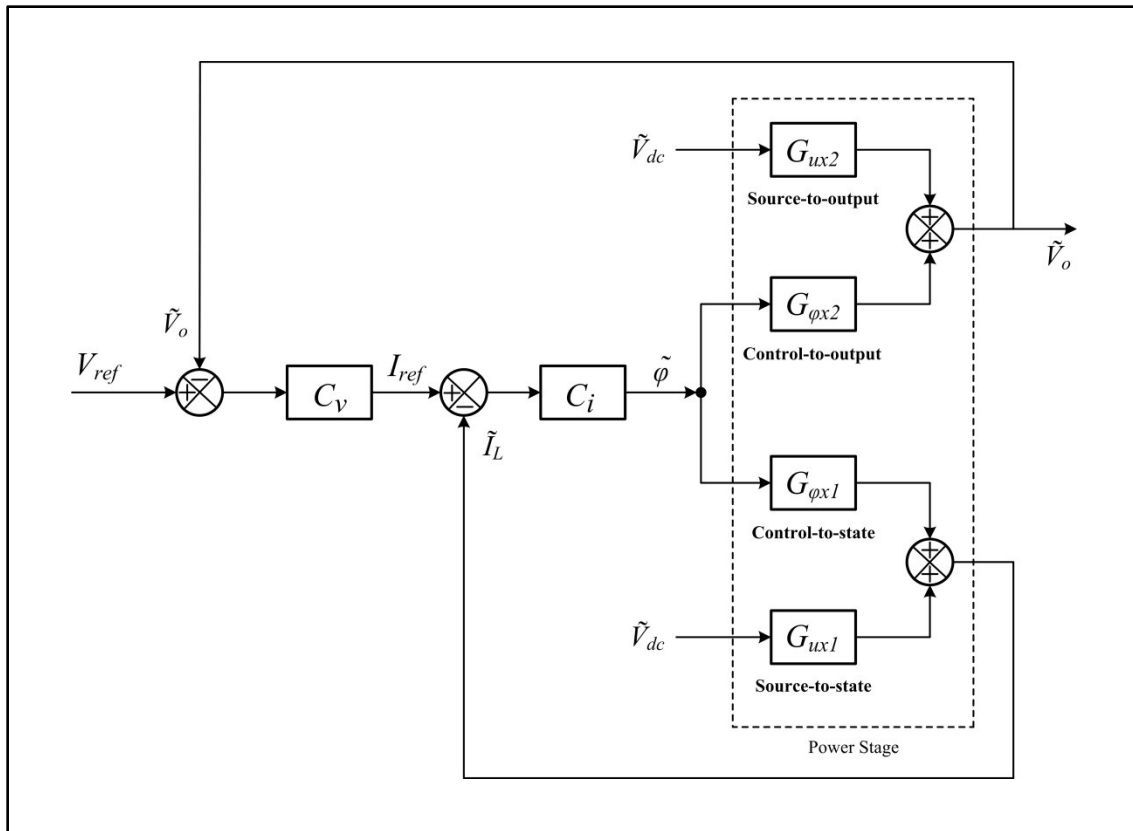 Ṽdc
Gux2
Source-to-output
Ṽo
Gφx2
Control-to-output
Ṽo
Vref
Cv
Iref
Ci
φ̃
ĨL
Gφx1
Control-to-state
Ṽdc
Gux1
Source-to-state
Power Stage